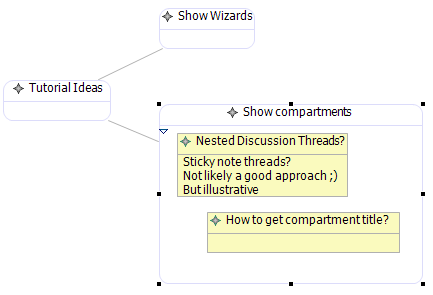 Show Wizards
Tutorial Ideas
Show compartments
Nested Discussion Threads?
Sticky note threads?
Not likely a good approach ;)
But illustrative
How to get compartment title?